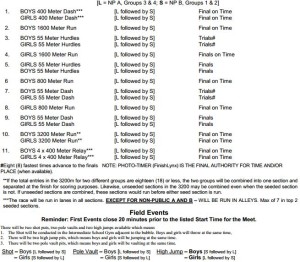 [L = NP A, Groups 3 & 4; S = NP B, Groups 1 & 2]
1. BOYS 400 Meter Dash*** [L followed by S] Final on Time
GIRLS 400 Meter Dash*** [L followed by S] Final on Time
2. BOYS 1600 Meter Run [L followed by S] Final on Time
3. BOYS 55 Meter Hurdles [L followed by S] Trials#
GIRLS 55 Meter Hurdles [L followed by S] Trials#
4. GIRLS 1600 Meter Run [L followed by S] Finals on Time
5. BOYS 55 Meter Hurdles [L followed by S] Finals
GIRLS 55 Meter Hurdles [L followed by S] Finals
6. BOYS 800 Meter Run [L followed by S] Final on Time
7. BOYS 55 Meter Dash [L followed by S] Trials#
GIRLS 55 Meter Dash [L followed by S] Trials#
8. GIRLS 800 Meter Run [L followed by S] Final on Time
9. BOYS 55 Meter Dash [L followed by S] Finals
GIRLS 55 Meter Dash [L followed by S] Finals
10. BOYS 3200 Meter Run** [L followed by S] Final on Time
GIRLS 3200 Meter Run** [L followed by S] Final on Time
11. BOYS 4 x 400 Meter Relay*** [L followed by S] Final on Time
GIRLS 4 x 400 Meter Relay*** [L followed by S] Final on Time
#Eight (8) fastest times advance to the finals NOTE: PHOTO-TIMER (FinishLynx) IS THE FINAL AUTHORITY FOR TIME AND/OR
PLACE (when available).
**If the total entries in the 3200m for two different groups are eighteen (18) or less, the two groups will be combined into one section and
separated at the finish for scoring purposes. Likewise, unseeded sections in the 3200 may be combined even when the seeded section
is not. If unseeded sections are combined, these sections would run before either seed section is run.
***The race will be run in lanes in all sections. EXCEPT FOR NON-PUBLIC A AND B – WILL BE RUN IN ALLEYS. Max of 7 in top 2
seeded sections.
Field Events
Reminder: First Events close 20 minutes prior to the listed Start Time for the Meet.
There will be two shot puts, two pole vaults and two high jumps available which means:
1. The Shot will be conducted in the Intermediate School Gym adjacent to the bubble. Boys and girls will throw at the same time.
2. There will be two high jump pits, which means boys and girls will be jumping at the same time.
3. There will be two pole vault pits, which means boys and girls will be vaulting at the same time.
Shot – Boys [L followed by S] Pole Vault – Boys [L followed by S] High Jump – Boys [S followed by L]
– Girls [S followed by L] – Girls [S followed by L] – Girls [L followed by S]